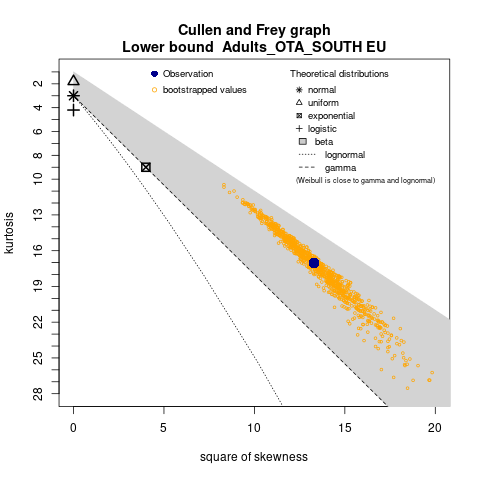 Cullen and Frey graph
Lower bound  Adults_OTA_SOUTH EU
Observation
bootstrapped values
Theoretical distributions
normal
uniform
exponential
logistic
beta
lognormal
gamma
(Weibull is close to gamma and lognormal)
kurtosis
2
4
6
8
10
13
16
19
22
25
28
0 5 10 15 20
square of skewness